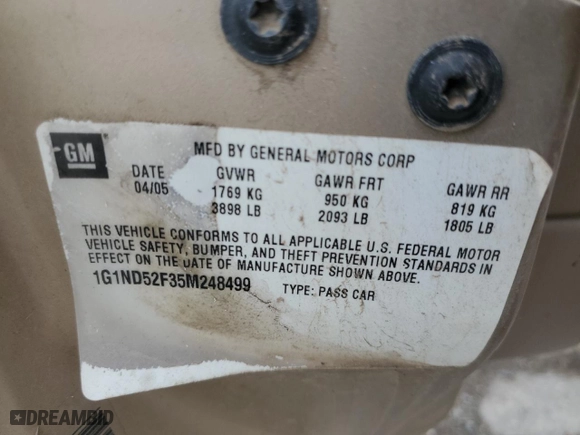 GM
MFD BY GENERAL MOTORS CORP
DATE GVWR GAWR FRT GAWR RR
04/05 1769 KG 950 KG 819 KG
3898 LB 2093 LB 1805 LB
THIS VEHICLE CONFORMS TO ALL APPLICABLE U.S. FEDERAL MOTOR
VEHICLE SAFETY, BUMPER, AND THEFT PREVENTION STANDARDS IN
EFFECT ON THE DATE OF MANUFACTURE SHOWN ABOVE.
1G1ND52F35M248499 TYPE: PASS CAR
DREAMBID